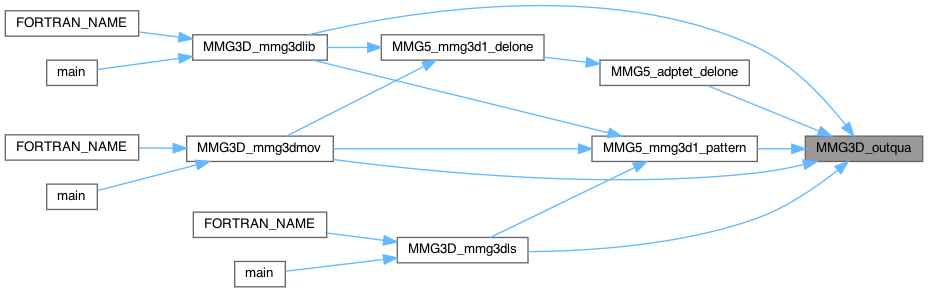 FORTRAN_NAME
MMG3D_mmg3dlib
MMG5_mmg3d1_delone
main
MMG5_adptet_delone
FORTRAN_NAME
MMG3D_mmg3dmov
MMG5_mmg3d1_pattern
MMG3D_outqua
main
FORTRAN_NAME
MMG3D_mmg3dls
main